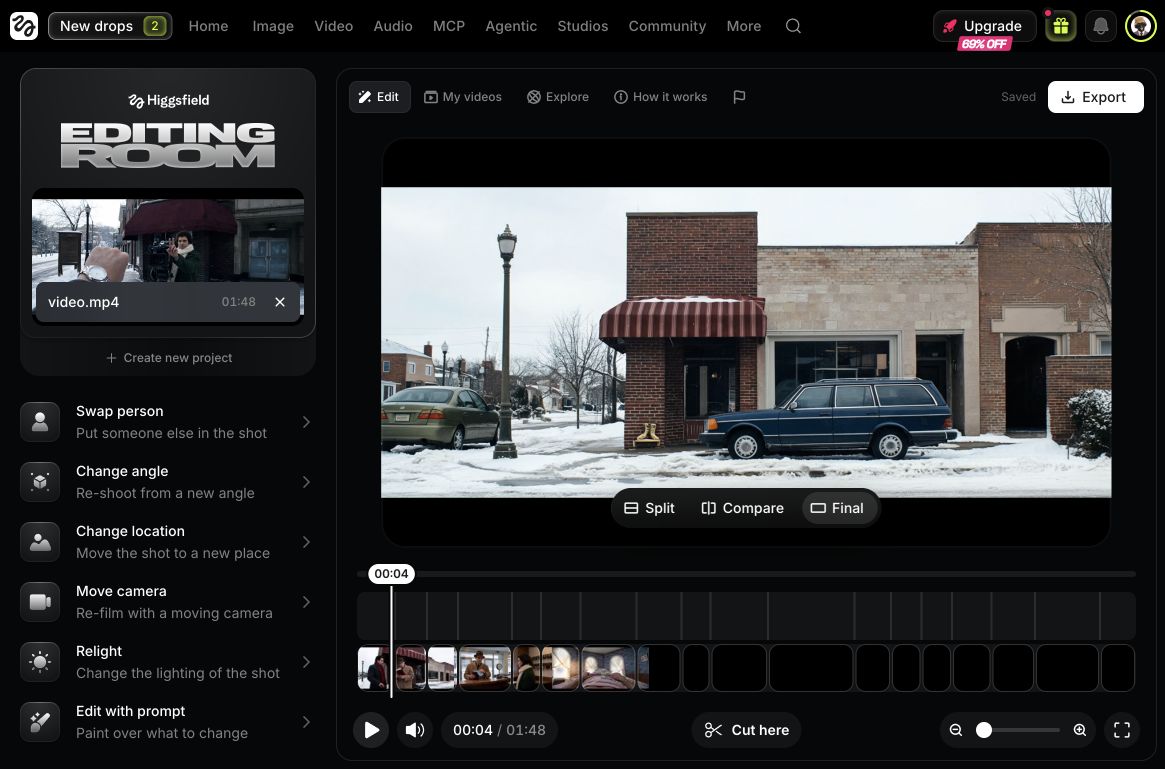 New drops 2
Home
Image
Video
Audio
MCP
Agentic
Studios
Community
More
Upgrade
69% OFF
Higgsfield
EDITING
ROOM
video.mp4 01:48
Create new project
Swap person
Put someone else in the shot
Change angle
Re-shoot from a new angle
Change location
Move the shot to a new place
Move camera
Re-film with a moving camera
Relight
Change the lighting of the shot
Edit with prompt
Paint over what to change
Edit
My videos
Explore
How it works
Saved
Export
Split
Compare
Final
00:04
00:04 / 01:48
Cut here